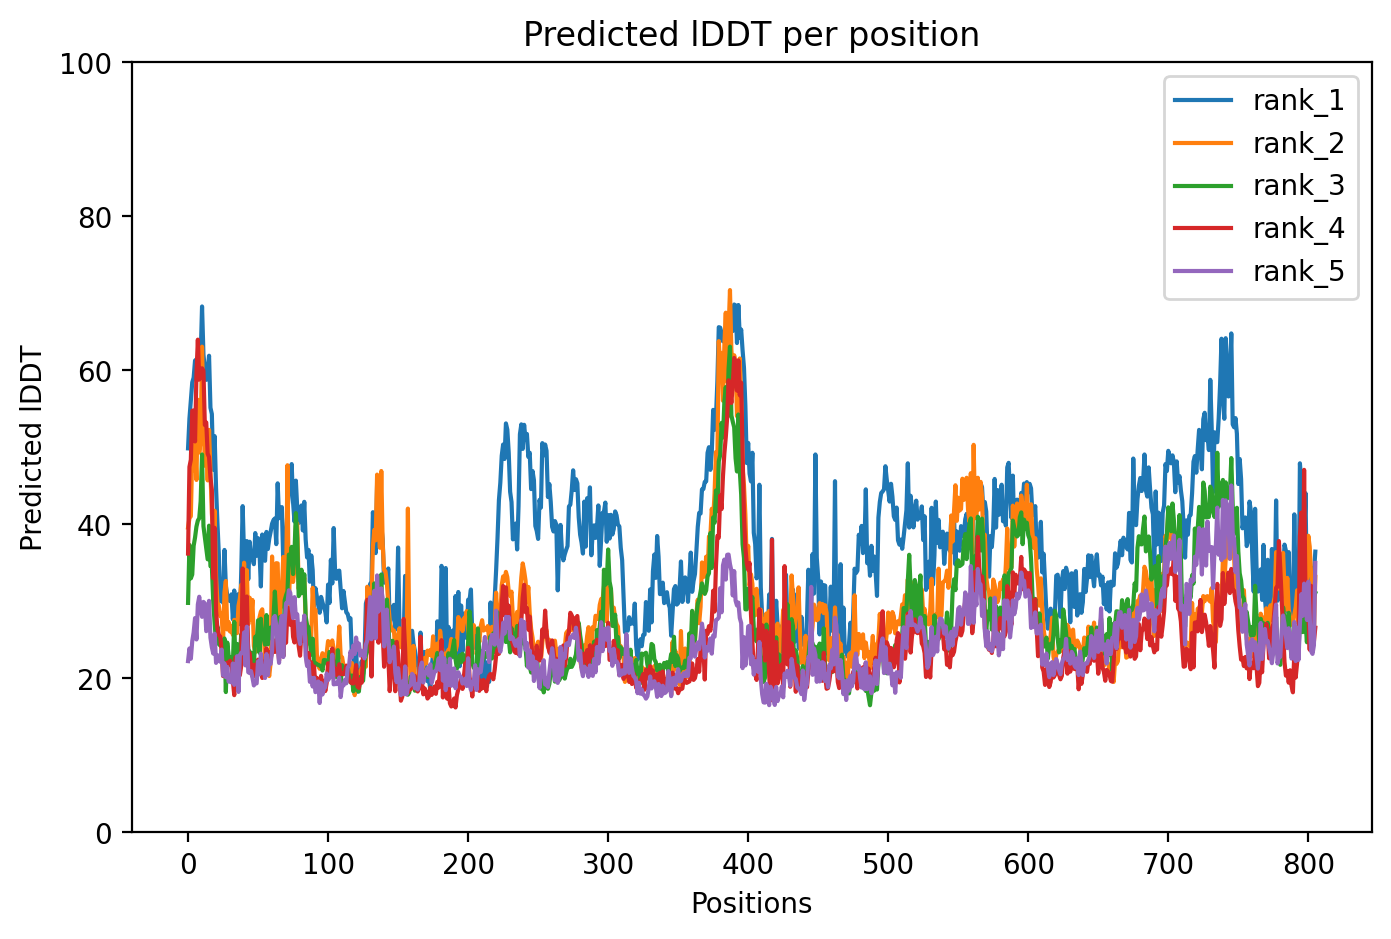 Predicted lDDT per position
100
80
60
40
20
0
Predicted lDDT
0 100 200 300 400 500 600 700 800
Positions
rank_1
rank_2
rank_3
rank_4
rank_5